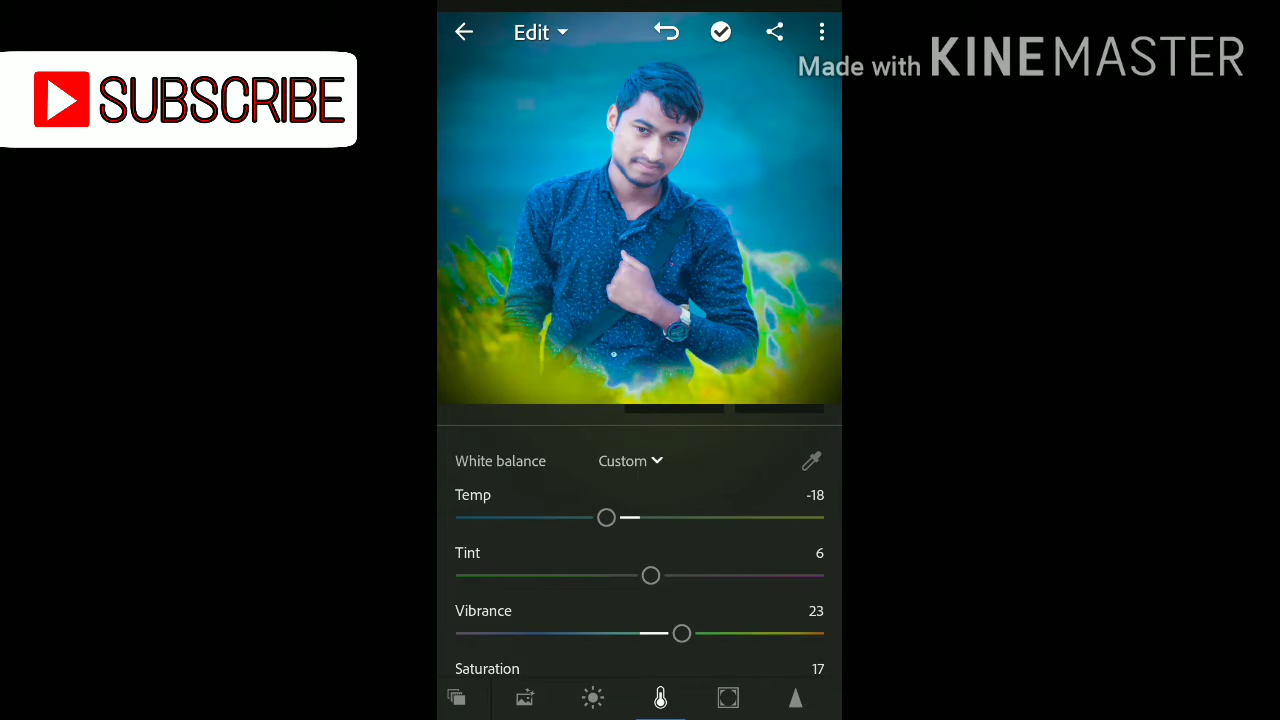 Edit
Made with KINEMASTER
SUBSCRIBE
White balance Custom
Temp -18
Tint 6
Vibrance 23
Saturation 17